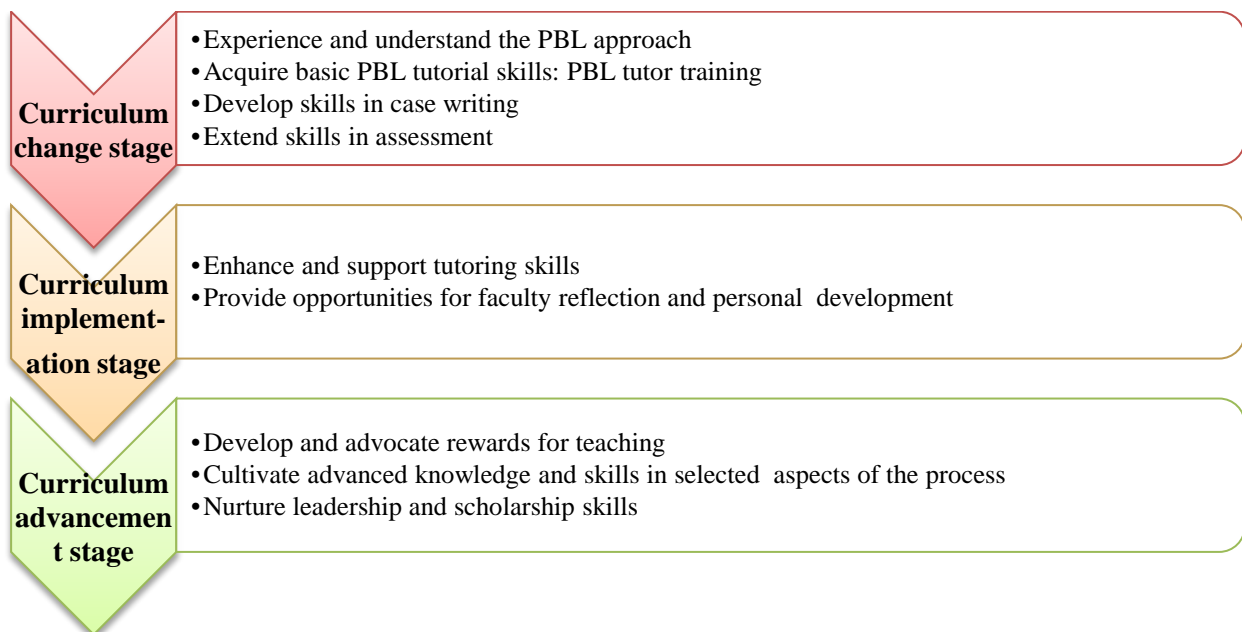 Curriculum
change stage
•Experience and understand the PBL approach
•Acquire basic PBL tutorial skills: PBL tutor training
•Develop skills in case writing
•Extend skills in assessment
Curriculum
implement-
ation stage
•Enhance and support tutoring skills
•Provide opportunities for faculty reflection and personal  development
Curriculum
advancemen
t stage
•Develop and advocate rewards for teaching
•Cultivate advanced knowledge and skills in selected  aspects of the process
•Nurture leadership and scholarship skills